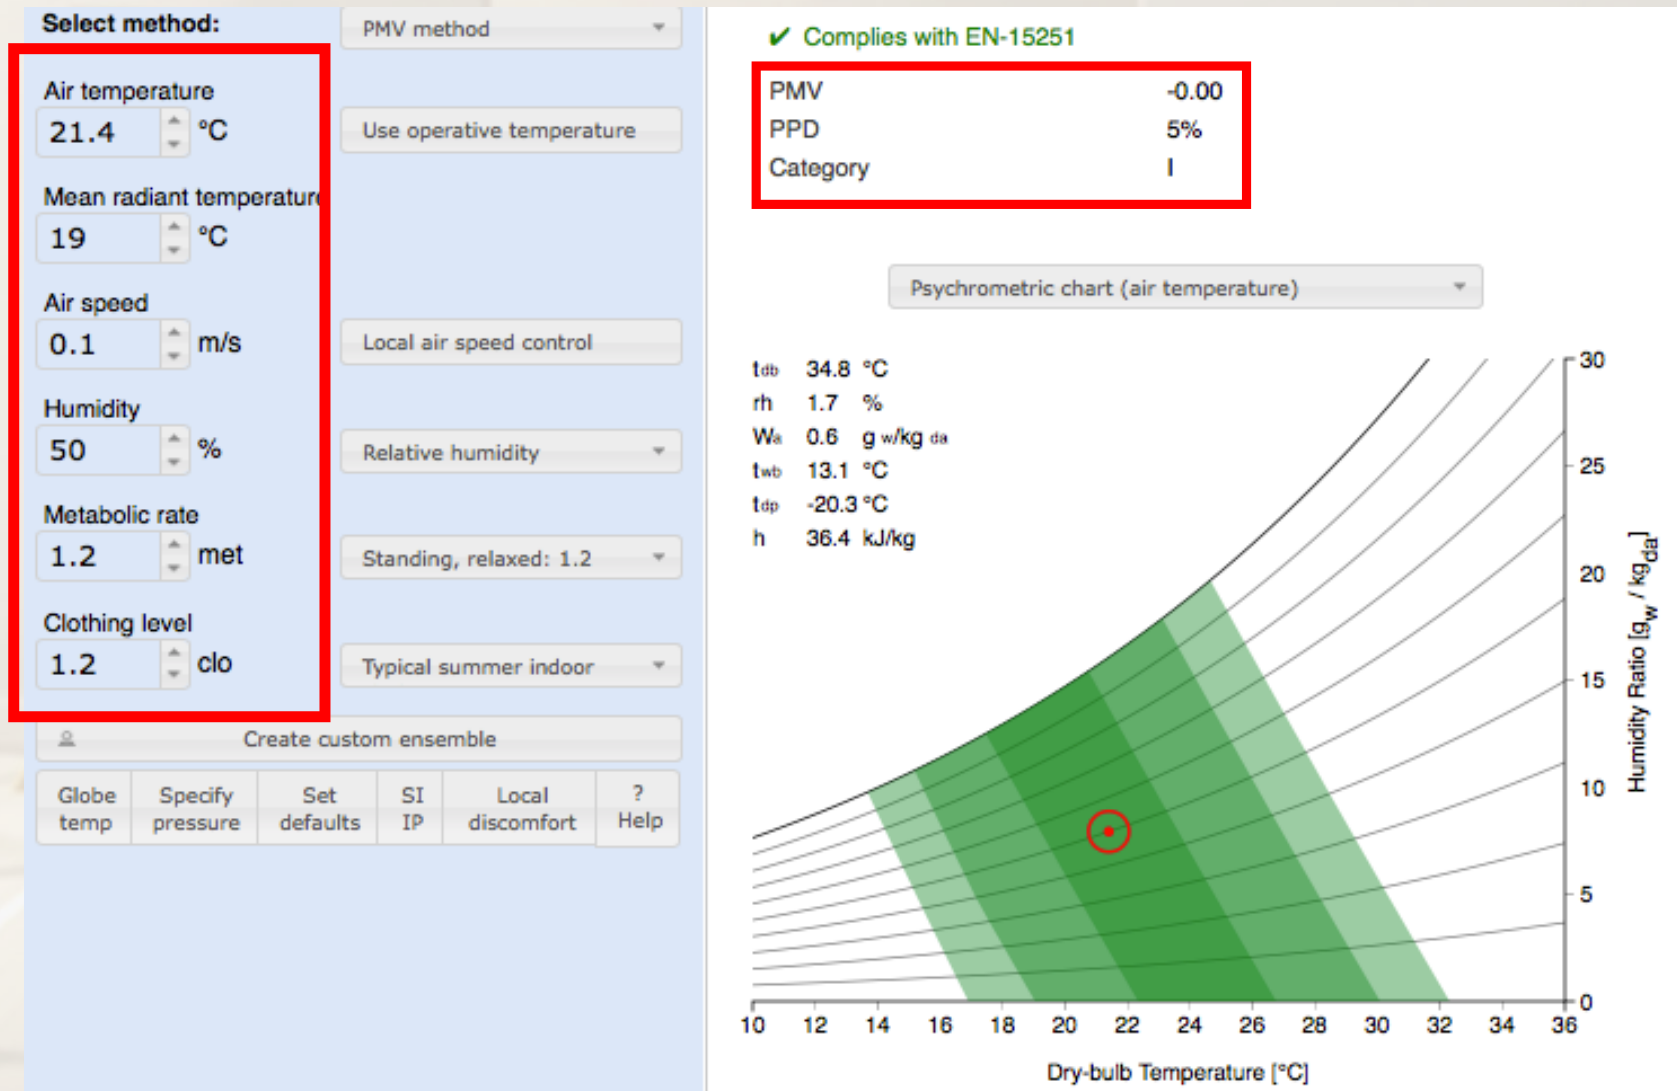 Select method:
PMV method
Air temperature
21.4 °C
Use operative temperature
Mean radiant temperature
19 °C
Air speed
0.1 m/s
Local air speed control
Humidity
50 %
Relative humidity
Metabolic rate
1.2 met
Standing, relaxed: 1.2
Clothing level
1.2 clo
Typical summer indoor
Create custom ensemble
Globe temp
Specify pressure
Set defaults
SI IP
Local discomfort
? Help
✔ Complies with EN-15251
PMV -0.00
PPD 5%
Category I
Psychrometric chart (air temperature)
tdb 34.8 °C
rh 1.7 %
Wa 0.6 g w/kg da
twb 13.1 °C
tdp -20.3 °C
h 36.4 kJ/kg
30
25
20
15
10
5
0
Humidity Ratio [gw / kgda]
10 12 14 16 18 20 22 24 26 28 30 32 34 36
Dry-bulb Temperature [°C]